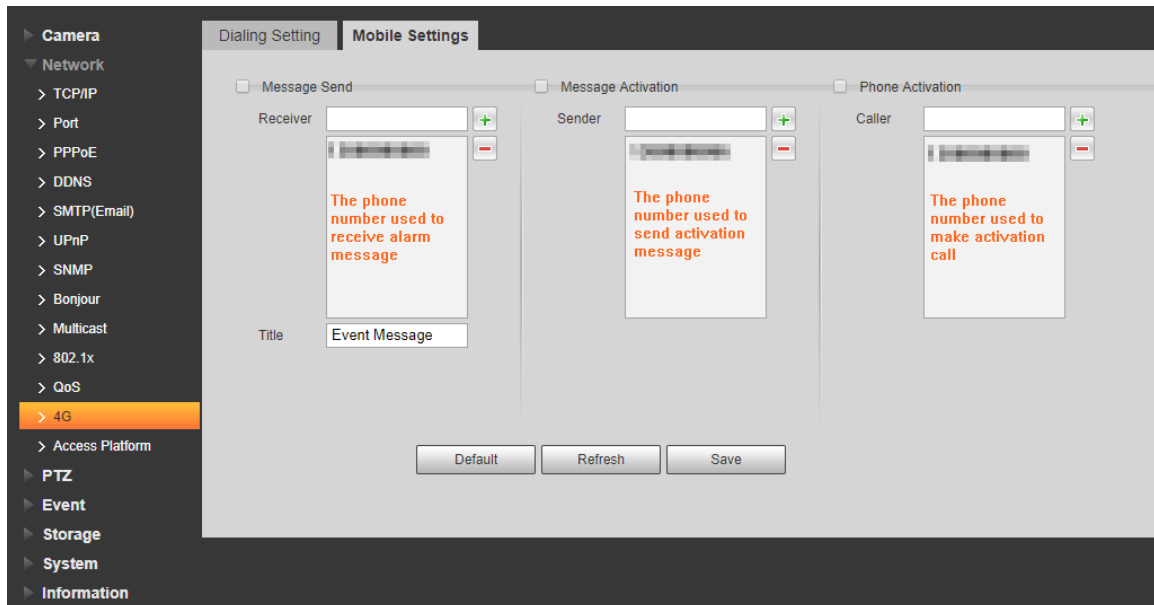 Camera
Network
TCP/IP
Port
PPPoE
DDNS
SMTP(Email)
UPnP
SNMP
Bonjour
Multicast
802.1x
QoS
4G
Access Platform
PTZ
Event
Storage
System
Information
Dialing Setting
Mobile Settings
Message Send
Receiver
The phone
number used to
receive alarm
message
Title
Event Message
Message Activation
Sender
The phone
number used to
send activation
message
Phone Activation
Caller
The phone
number used to
make activation
call
Default
Refresh
Save